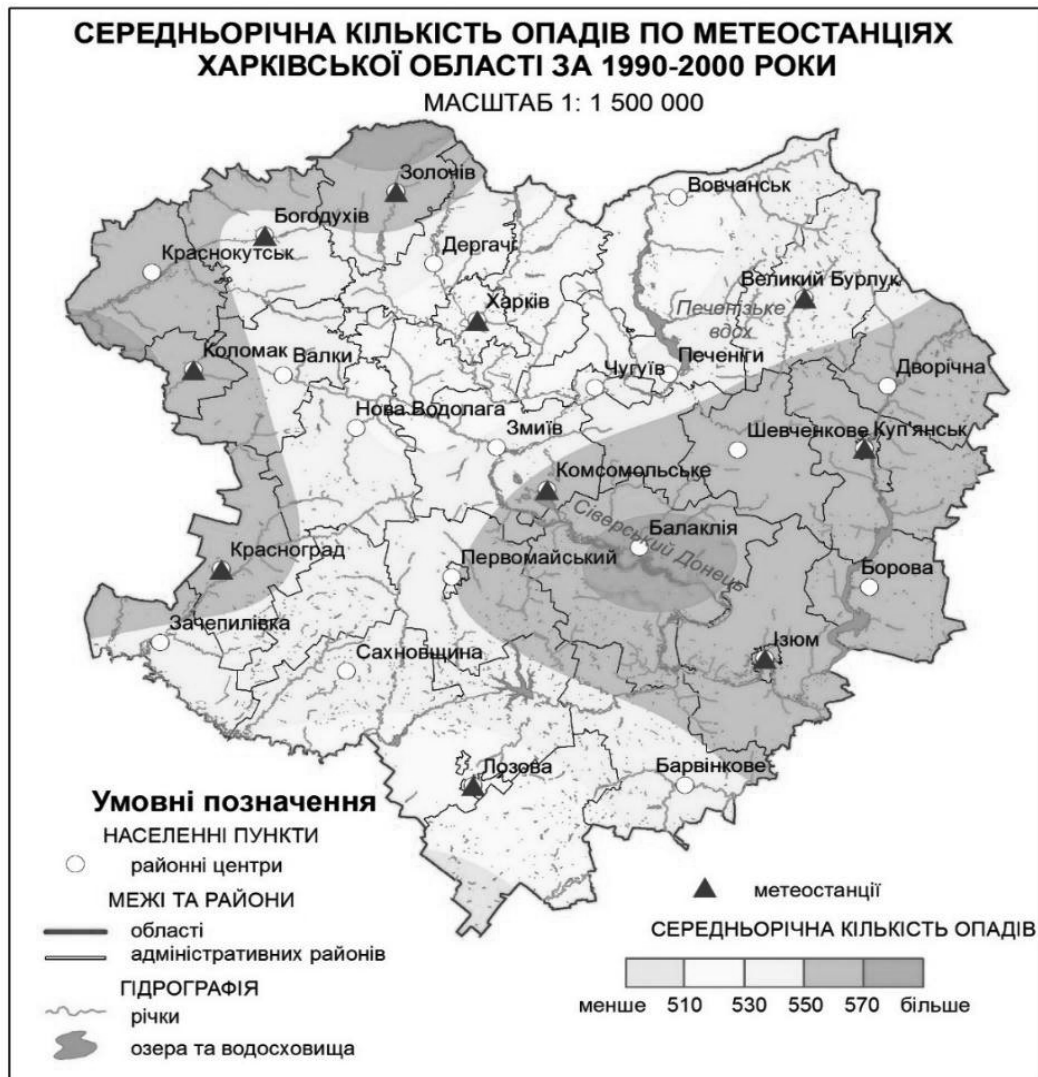 СЕРЕДНЬОРІЧНА КІЛЬКІСТЬ ОПАДІВ ПО МЕТЕОСТАНЦІЯХ
ХАРКІВСЬКОЇ ОБЛАСТІ ЗА 1990-2000 РОКИ
МАСШТАБ 1: 1 500 000
Золочів
Вовчанськ
Богодухів
Дергачі
Краснокутськ
Великий Бурлук
Харків
Печенізьке
вдсх.
Коломак
Валки
Чугуїв
Печеніги
Дворічна
Нова Водолага
Змиїв
Шевченкове
Куп'янськ
Комсомольське
Сіверський Донець
Балаклія
Красноград
Первомайський
Борова
Зачепилівка
Ізюм
Сахновщина
Лозова
Барвінкове
Умовні позначення
НАСЕЛЕННІ ПУНКТИ
районні центри
МЕЖІ ТА РАЙОНИ
області
адміністративних районів
ГІДРОГРАФІЯ
річки
озера та водосховища
метеостанції
СЕРЕДНЬОРІЧНА КІЛЬКІСТЬ ОПАДІВ
менше 510 530 550 570 більше